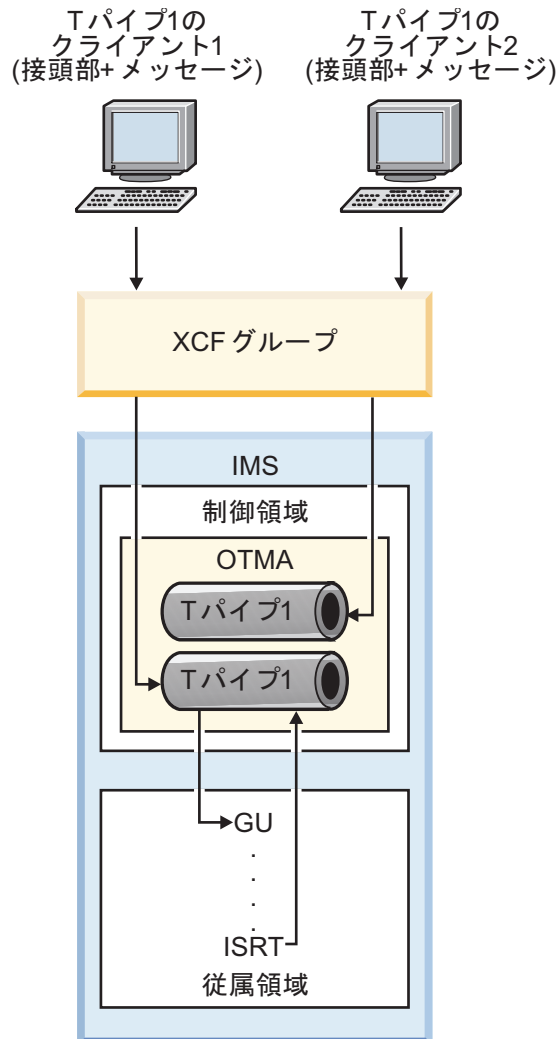 Tパイプ1の
クライアント1
(接頭部+ メッセージ)
Tパイプ1の
クライアント2
(接頭部+ メッセージ)
XCF グループ
IMS
制御領域
OTMA
Tパイプ1
Tパイプ1
GU
.
.
.
.
ISRT
従属領域